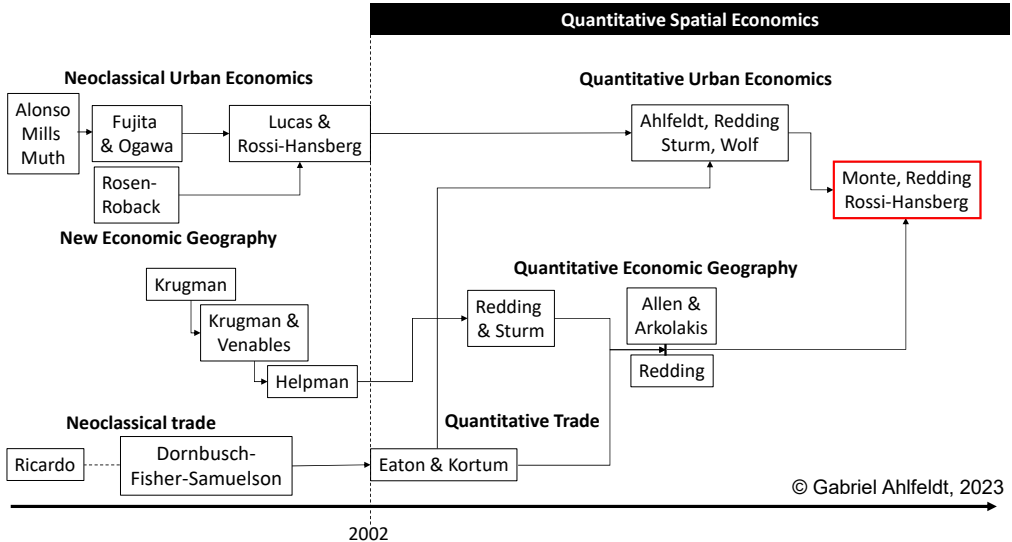 Quantitative Spatial Economics
Neoclassical Urban Economics
Quantitative Urban Economics
Alonso
Mills
Muth
Fujita
& Ogawa
Lucas &
Rossi-Hansberg
Ahlfeldt, Redding
Sturm, Wolf
Rosen-
Roback
Monte, Redding
Rossi-Hansberg
New Economic Geography
Quantitative Economic Geography
Krugman
Krugman &
Venables
Helpman
Redding
& Sturm
Allen &
Arkolakis
Redding
Neoclassical trade
Quantitative Trade
Ricardo
Dornbusch-
Fisher-Samuelson
Eaton & Kortum
© Gabriel Ahlfeldt, 2023
2002